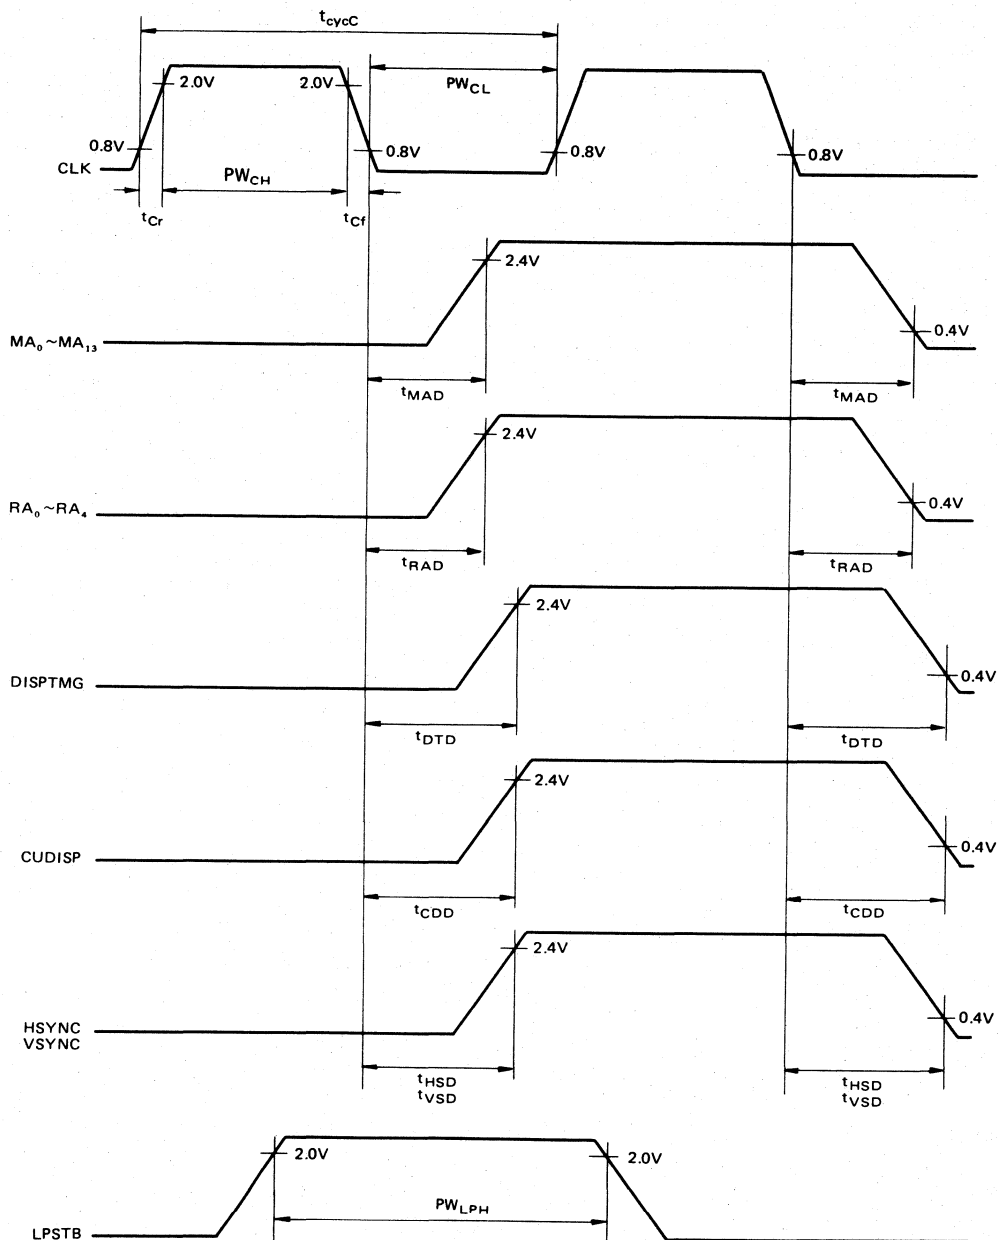 tcycC
2.0V 2.0V PWCL
0.8V 0.8V 0.8V 0.8V
CLK PWCH
tCr tCf
2.4V
0.4V
MA₀~MA₁₃
tMAD tMAD
2.4V
0.4V
RA₀~RA₄
tRAD tRAD
2.4V
0.4V
DISPTMG
tDTD tDTD
2.4V
0.4V
CUDISP
tCDD tCDD
2.4V
0.4V
HSYNC
VSYNC
tHSD tHSD
tVSD tVSD
2.0V 2.0V
PWLPH
LPSTB